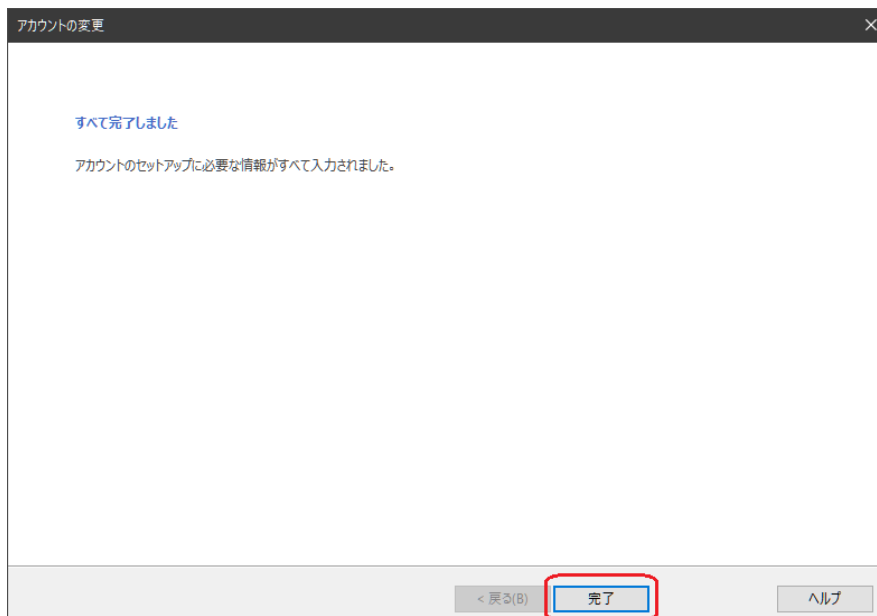 アカウントの変更
すべて完了しました
アカウントのセットアップに必要な情報がすべて入力されました。
< 戻る(B)
完了
ヘルプ